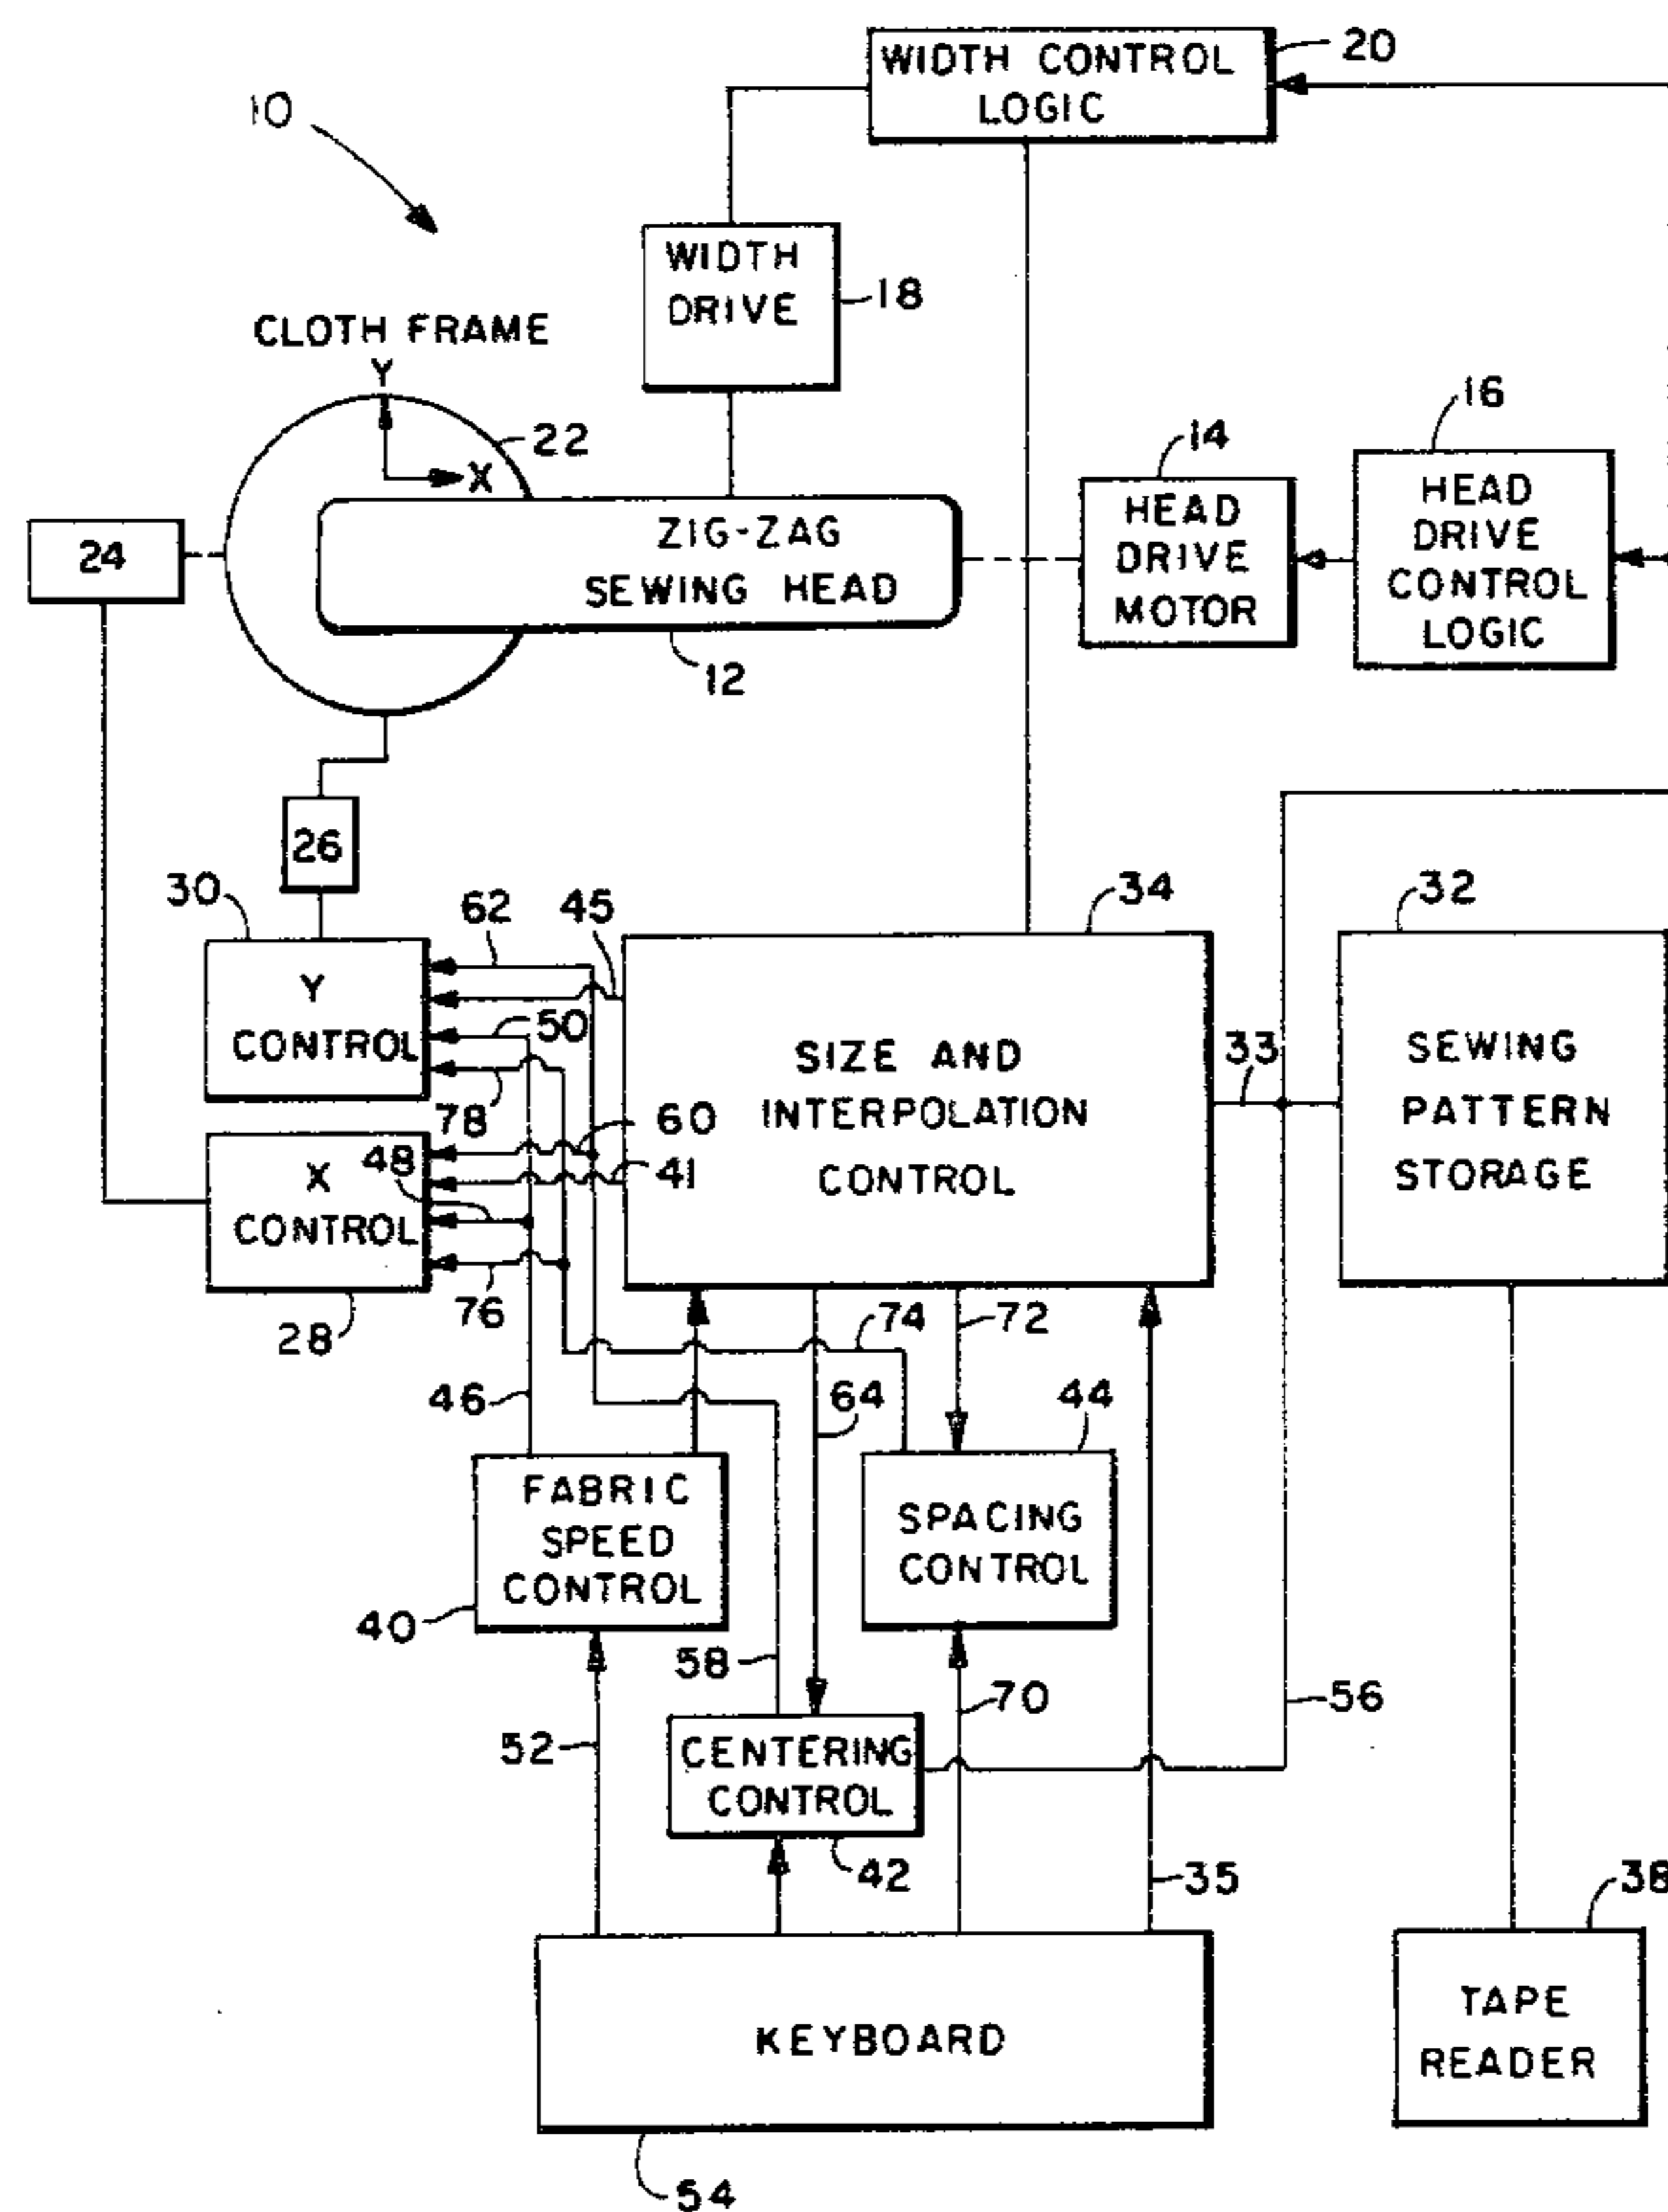 10
WIDTH CONTROL
LOGIC
20
WIDTH
DRIVE
18
CLOTH FRAME
Y
X
22
24
ZIG-ZAG
SEWING HEAD
12
14
HEAD
DRIVE
MOTOR
16
HEAD
DRIVE
CONTROL
LOGIC
26
30
Y
CONTROL
62
45
50
78
34
SIZE AND
INTERPOLATION
CONTROL
33
32
SEWING
PATTERN
STORAGE
X
CONTROL
48
60
41
76
28
46
74
72
64
44
FABRIC
SPEED
CONTROL
40
SPACING
CONTROL
58
70
56
52
CENTERING
CONTROL
42
35
KEYBOARD
54
TAPE
READER